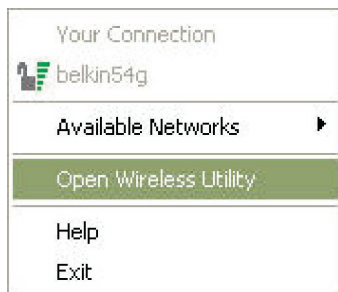 Your Connection
belkin54g
Available Networks
Open Wireless Utility
Help
Exit